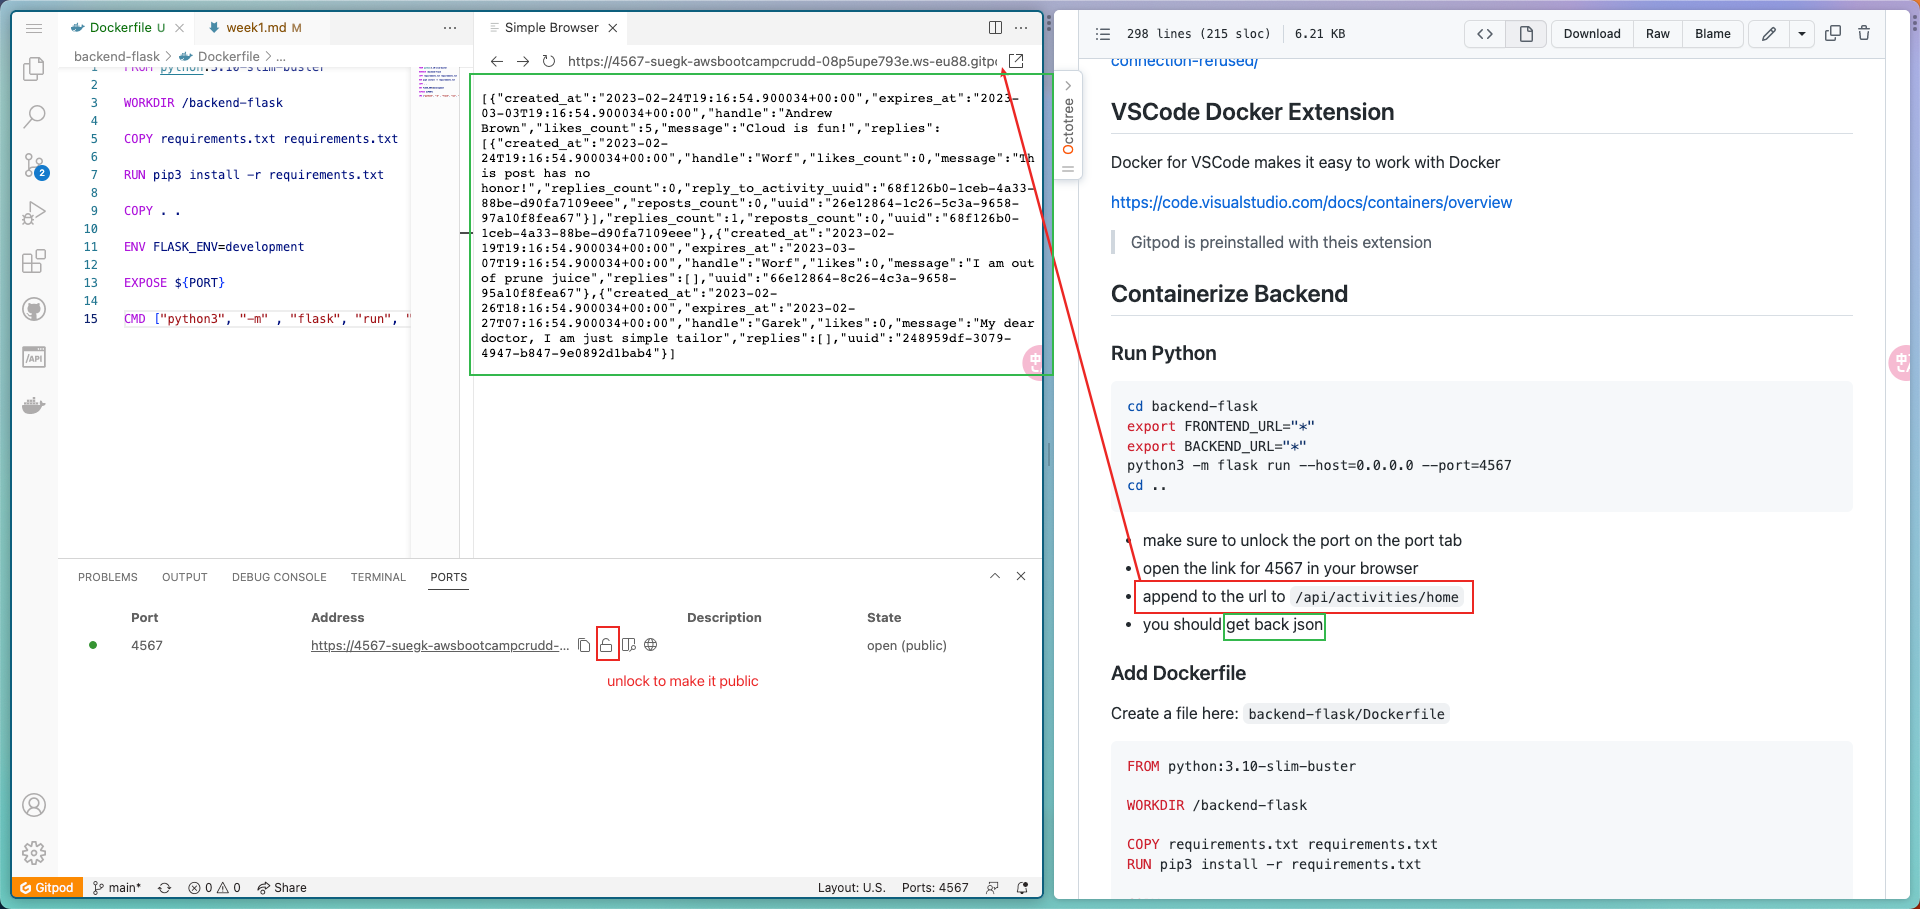 Dockerfile U
week1.md M
Simple Browser
backend-flask > Dockerfile > ...
https://4567-suegk-awsbootcampcrudd-08p5upe793e.ws-eu88.gitpo
1 FROM python:3.10-slim-buster
2
3 WORKDIR /backend-flask
4
5 COPY requirements.txt requirements.txt
6
7 RUN pip3 install -r requirements.txt
8
9 COPY . .
10
11 ENV FLASK_ENV=development
12
13 EXPOSE ${PORT}
14
15 CMD ["python3", "-m" , "flask", "run", "
2
/API
[{"created_at":"2023-02-24T19:16:54.900034+00:00","expires_at":"2023-
03-03T19:16:54.900034+00:00","handle":"Andrew
Brown","likes_count":5,"message":"Cloud is fun!","replies":
[{"created_at":"2023-02-
24T19:16:54.900034+00:00","handle":"Worf","likes_count":0,"message":"Th
is post has no
honor!","replies_count":0,"reply_to_activity_uuid":"68f126b0-1ceb-4a33-
88be-d90fa7109eee","reposts_count":0,"uuid":"26e12864-1c26-5c3a-9658-
97a10f8fea67"}],"replies_count":1,"reposts_count":0,"uuid":"68f126b0-
1ceb-4a33-88be-d90fa7109eee"},{"created_at":"2023-02-
19T19:16:54.900034+00:00","expires_at":"2023-03-
07T19:16:54.900034+00:00","handle":"Worf","likes":0,"message":"I am out
of prune juice","replies":[],"uuid":"66e12864-8c26-4c3a-9658-
95a10f8fea67"},{"created_at":"2023-02-
26T18:16:54.900034+00:00","expires_at":"2023-02-
27T07:16:54.900034+00:00","handle":"Garek","likes":0,"message":"My dear
doctor, I am just simple tailor","replies":[],"uuid":"248959df-3079-
4947-b847-9e0892d1bab4"}]
PROBLEMS OUTPUT DEBUG CONSOLE TERMINAL PORTS
Port Address Description State
4567 https://4567-suegk-awsbootcampcrudd-... open (public)
unlock to make it public
Gitpod main* 0 0 Share Layout: U.S. Ports: 4567
298 lines (215 sloc) 6.21 KB
Download Raw Blame
connection-refused/
Octotree
VSCode Docker Extension
Docker for VSCode makes it easy to work with Docker
https://code.visualstudio.com/docs/containers/overview
Gitpod is preinstalled with theis extension
Containerize Backend
Run Python
cd backend-flask
export FRONTEND_URL="*"
export BACKEND_URL="*"
python3 -m flask run --host=0.0.0.0 --port=4567
cd ..
• make sure to unlock the port on the port tab
• open the link for 4567 in your browser
• append to the url to /api/activities/home
• you should get back json
Add Dockerfile
Create a file here: backend-flask/Dockerfile
FROM python:3.10-slim-buster
WORKDIR /backend-flask
COPY requirements.txt requirements.txt
RUN pip3 install -r requirements.txt